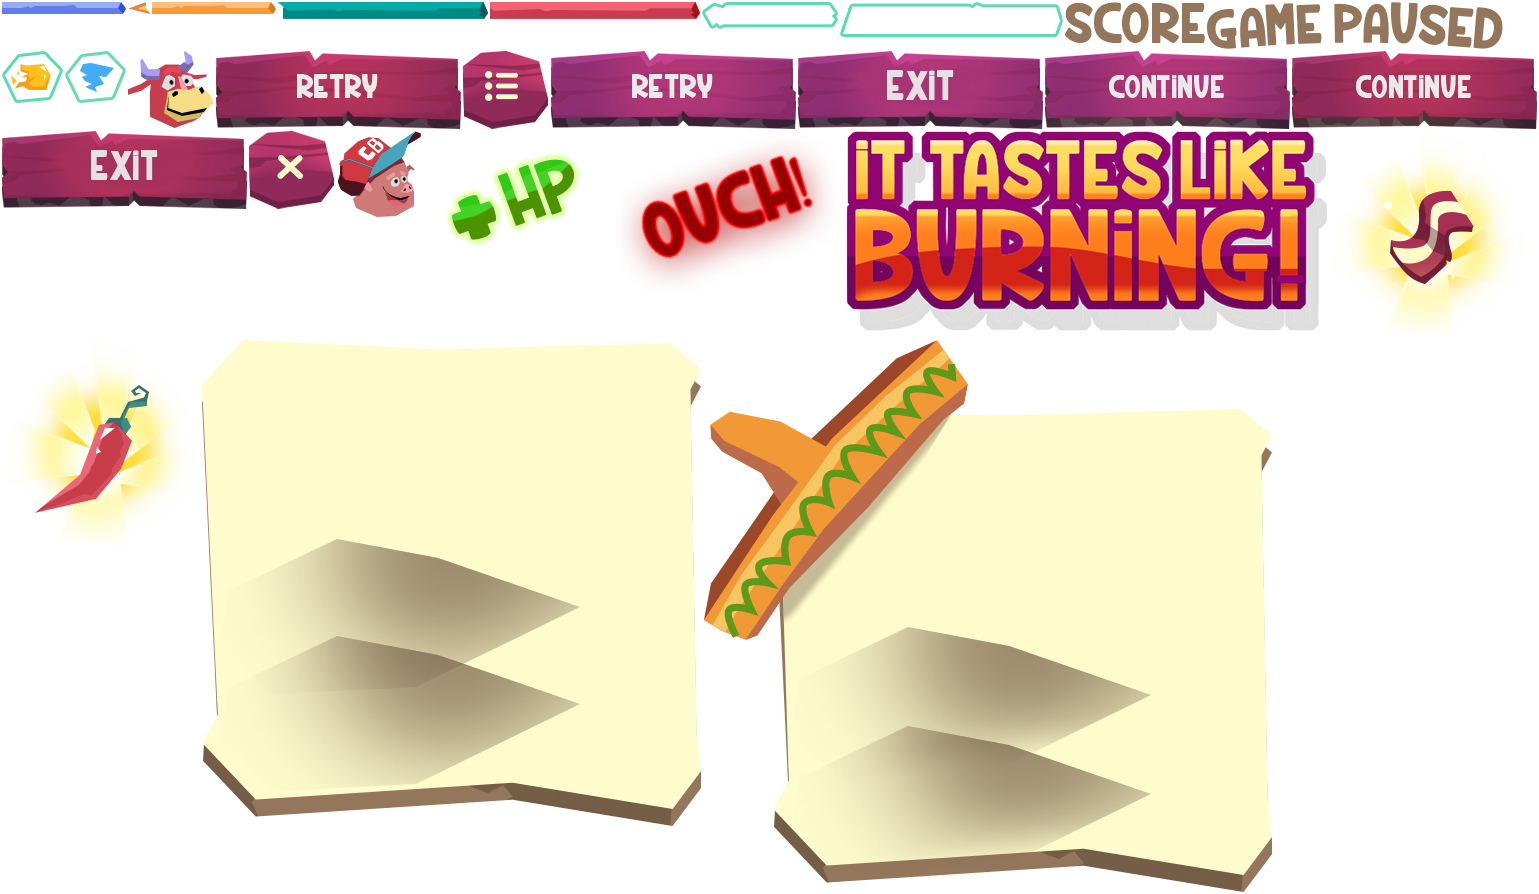 SCORE
GAME PAUSED
RETRY
RETRY
EXiT
CONTiNUE
CONTiNUE
EXiT
CB
HP
OUCH!
iT TASTES LiKE
BURNiNG!